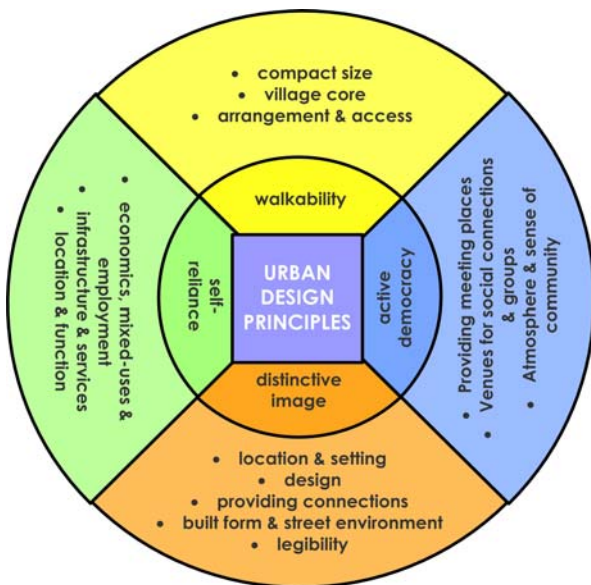 • compact size
• village core
• arrangement & access
walkability
• economics, mixed-uses &
employment
• infrastructure & services
• location & function
self-
reliance
URBAN
DESIGN
PRINCIPLES
active
democracy
• Providing meeting places
• Venues for social connections
& groups
• Atmosphere & sense of
community
distinctive
image
• location & setting
• design
• providing connections
• built form & street environment
• legibility